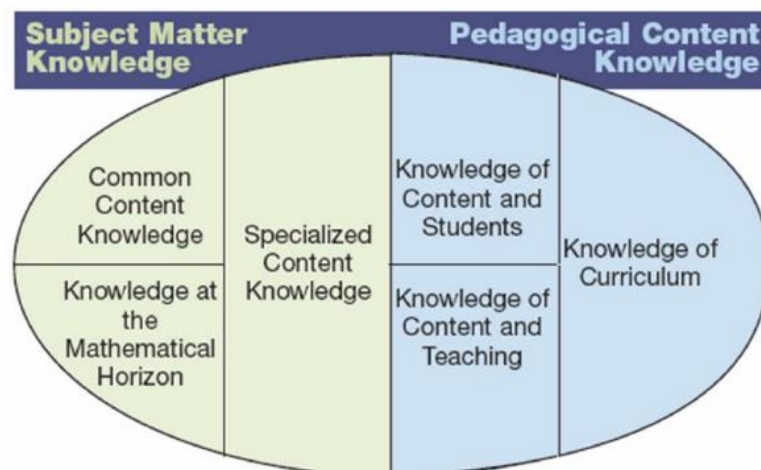 Subject Matter
Knowledge
Pedagogical Content
Knowledge
Common
Content
Knowledge
Knowledge at
the
Mathematical
Horizon
Specialized
Content
Knowledge
Knowledge of
Content and
Students
Knowledge of
Content and
Teaching
Knowledge of
Curriculum